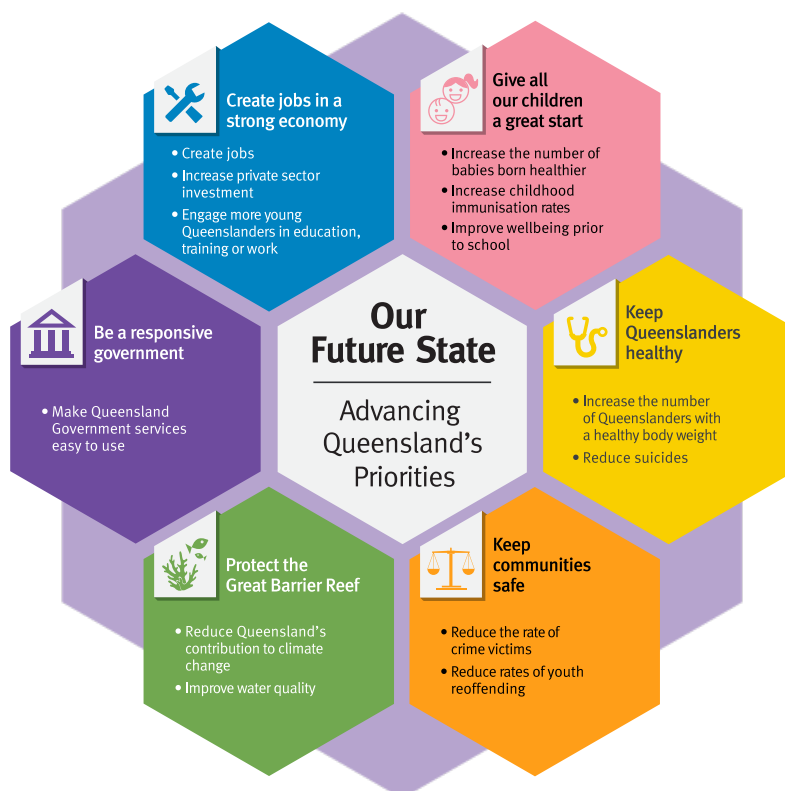 Create jobs in a
strong economy
• Create jobs
• Increase private sector
investment
• Engage more young
Queenslanders in education,
training or work
Give all
our children
a great start
• Increase the number of
babies born healthier
• Increase childhood
immunisation rates
• Improve wellbeing prior
to school
Be a responsive
government
• Make Queensland
Government services
easy to use
Our
Future State
Advancing
Queensland's
Priorities
Keep
Queenslanders
healthy
• Increase the number
of Queenslanders with
a healthy body weight
• Reduce suicides
Protect the
Great Barrier Reef
• Reduce Queensland's
contribution to climate
change
• Improve water quality
Keep
communities
safe
• Reduce the rate of
crime victims
• Reduce rates of youth
reoffending